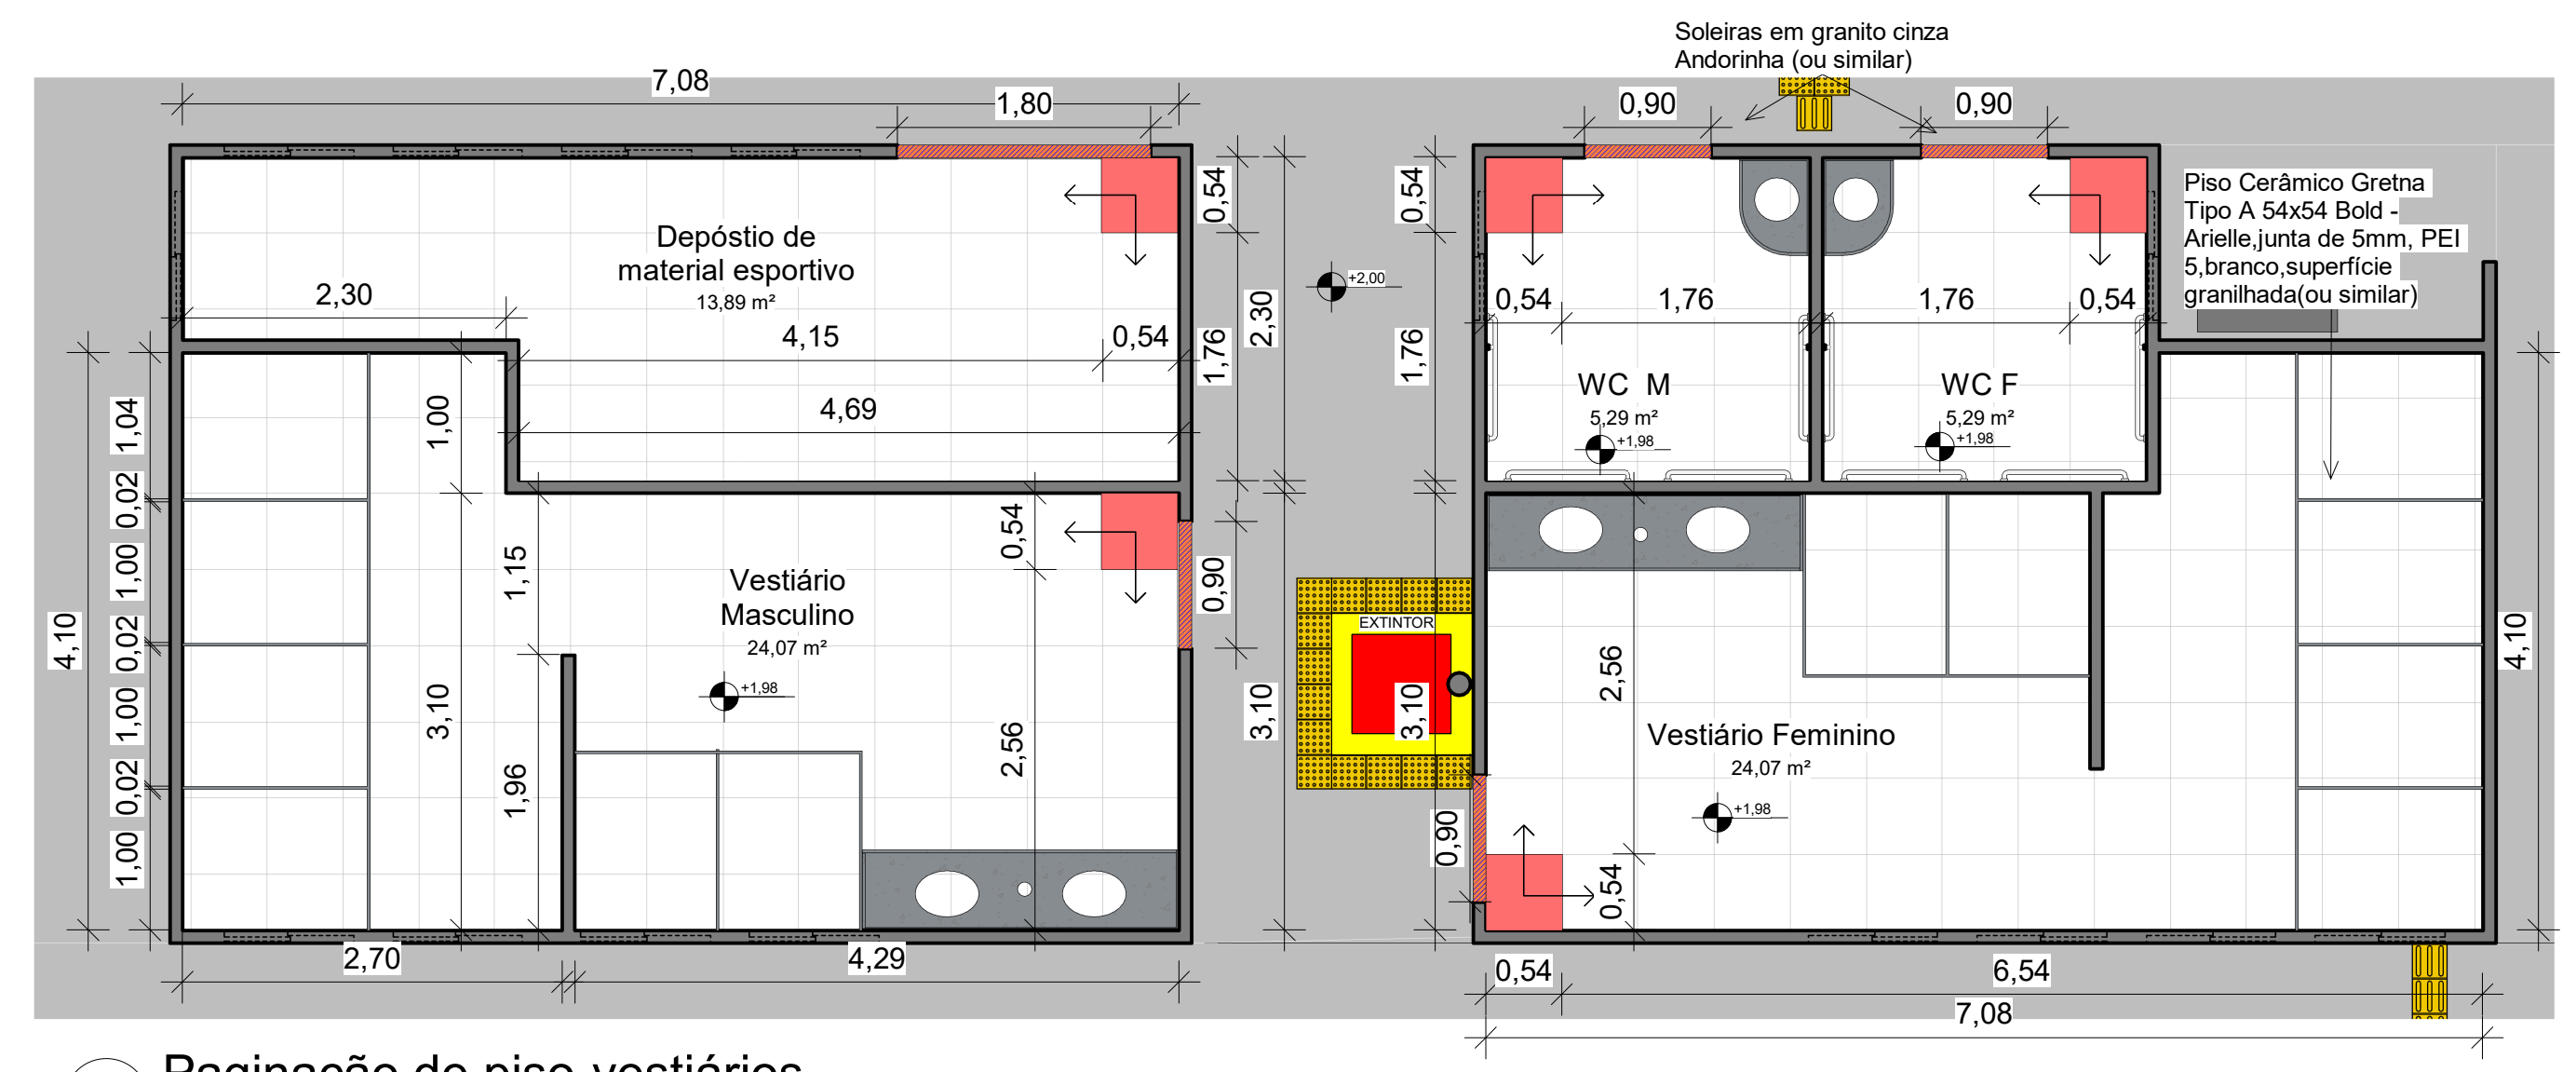 Soleiras em granito cinza
Andorinha (ou similar)
7,08
1,80
0,90
0,90
0,54
0,54
Piso Cerâmico Gretna
Tipo A 54x54 Bold -
Arielle,junta de 5mm, PEI
5,branco,superfície
granilhada(ou similar)
Depóstio de
material esportivo
13,89 m²
2,30
4,15
0,54
4,69
2,30
1,76
+2,00
1,76
0,54
1,76
1,76
0,54
WC M
5,29 m²
+1,98
WC F
5,29 m²
+1,98
1,04
0,02
1,00
0,02
1,00
0,02
1,00
4,10
1,00
3,10
1,15
1,96
0,54
2,56
Vestiário
Masculino
24,07 m²
+1,98
0,90
3,10
EXTINTOR
3,10
0,90
2,56
0,54
Vestiário Feminino
24,07 m²
+1,98
4,10
2,70
4,29
0,54
6,54
7,08
Paginação de piso vestiários